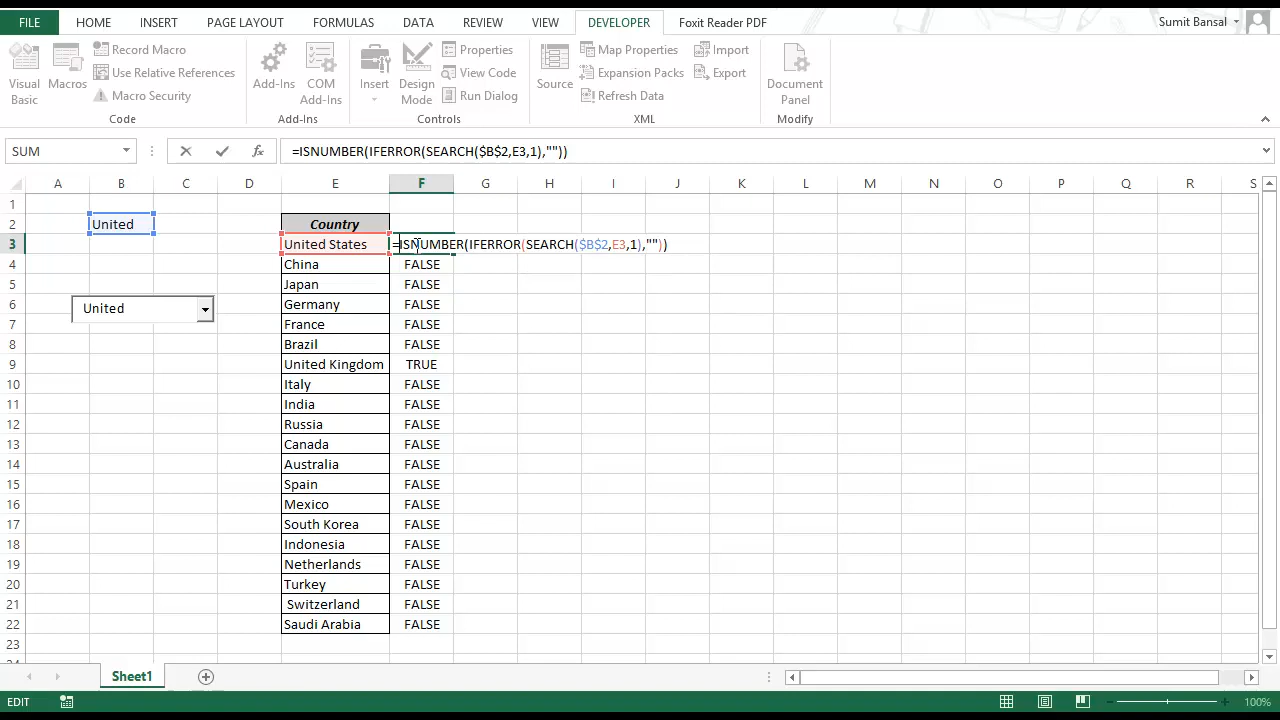 FILE HOME INSERT PAGE LAYOUT FORMULAS DATA REVIEW VIEW DEVELOPER Foxit Reader PDF Sumit Bansal
Visual Basic
Macros
Record Macro
Use Relative References
Macro Security
Code
Add-Ins
COM Add-Ins
Add-Ins
Insert
Design Mode
Properties
View Code
Run Dialog
Controls
Source
Map Properties
Expansion Packs
Refresh Data
Import
Export
XML
Document Panel
Modify
SUM fx =ISNUMBER(IFERROR(SEARCH($B$2,E3,1),""))
A B C D E F G H I J K L M N O P Q R S
1
2 United Country
3 United States =ISNUMBER(IFERROR(SEARCH($B$2,E3,1),""))
4 China FALSE
5 Japan FALSE
6 United Germany FALSE
7 France FALSE
8 Brazil FALSE
9 United Kingdom TRUE
10 Italy FALSE
11 India FALSE
12 Russia FALSE
13 Canada FALSE
14 Australia FALSE
15 Spain FALSE
16 Mexico FALSE
17 South Korea FALSE
18 Indonesia FALSE
19 Netherlands FALSE
20 Turkey FALSE
21 Switzerland FALSE
22 Saudi Arabia FALSE
23
Sheet1
EDIT 100%